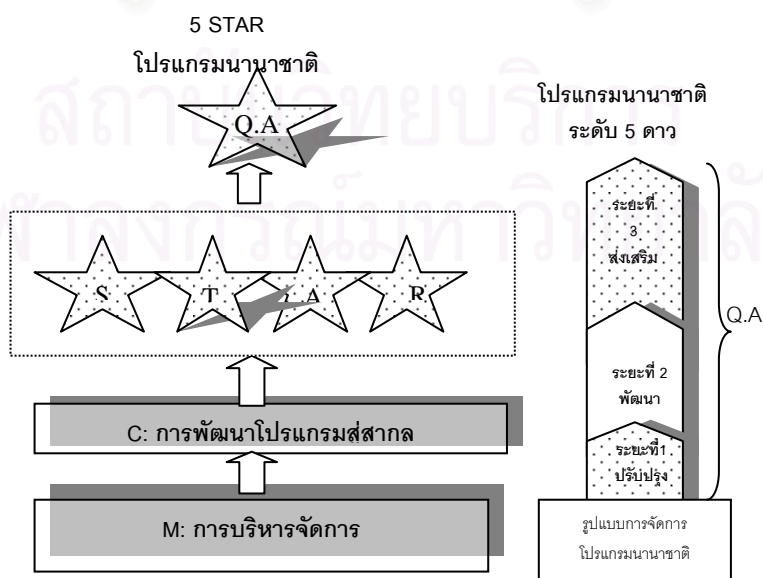 5 STAR
โปรแกรมนานาชาติ
Q.A
S T A R
C: การพัฒนาโปรแกรมสู่สากล
M: การบริหารจัดการ
โปรแกรมนานาชาติ
ระดับ 5 ดาว
ระยะที่
3
ส่งเสริม
ระยะที่ 2
พัฒนา
ระยะที่1
ปรับปรุง
Q.A
รูปแบบการจัดการ
โปรแกรมนานาชาติ